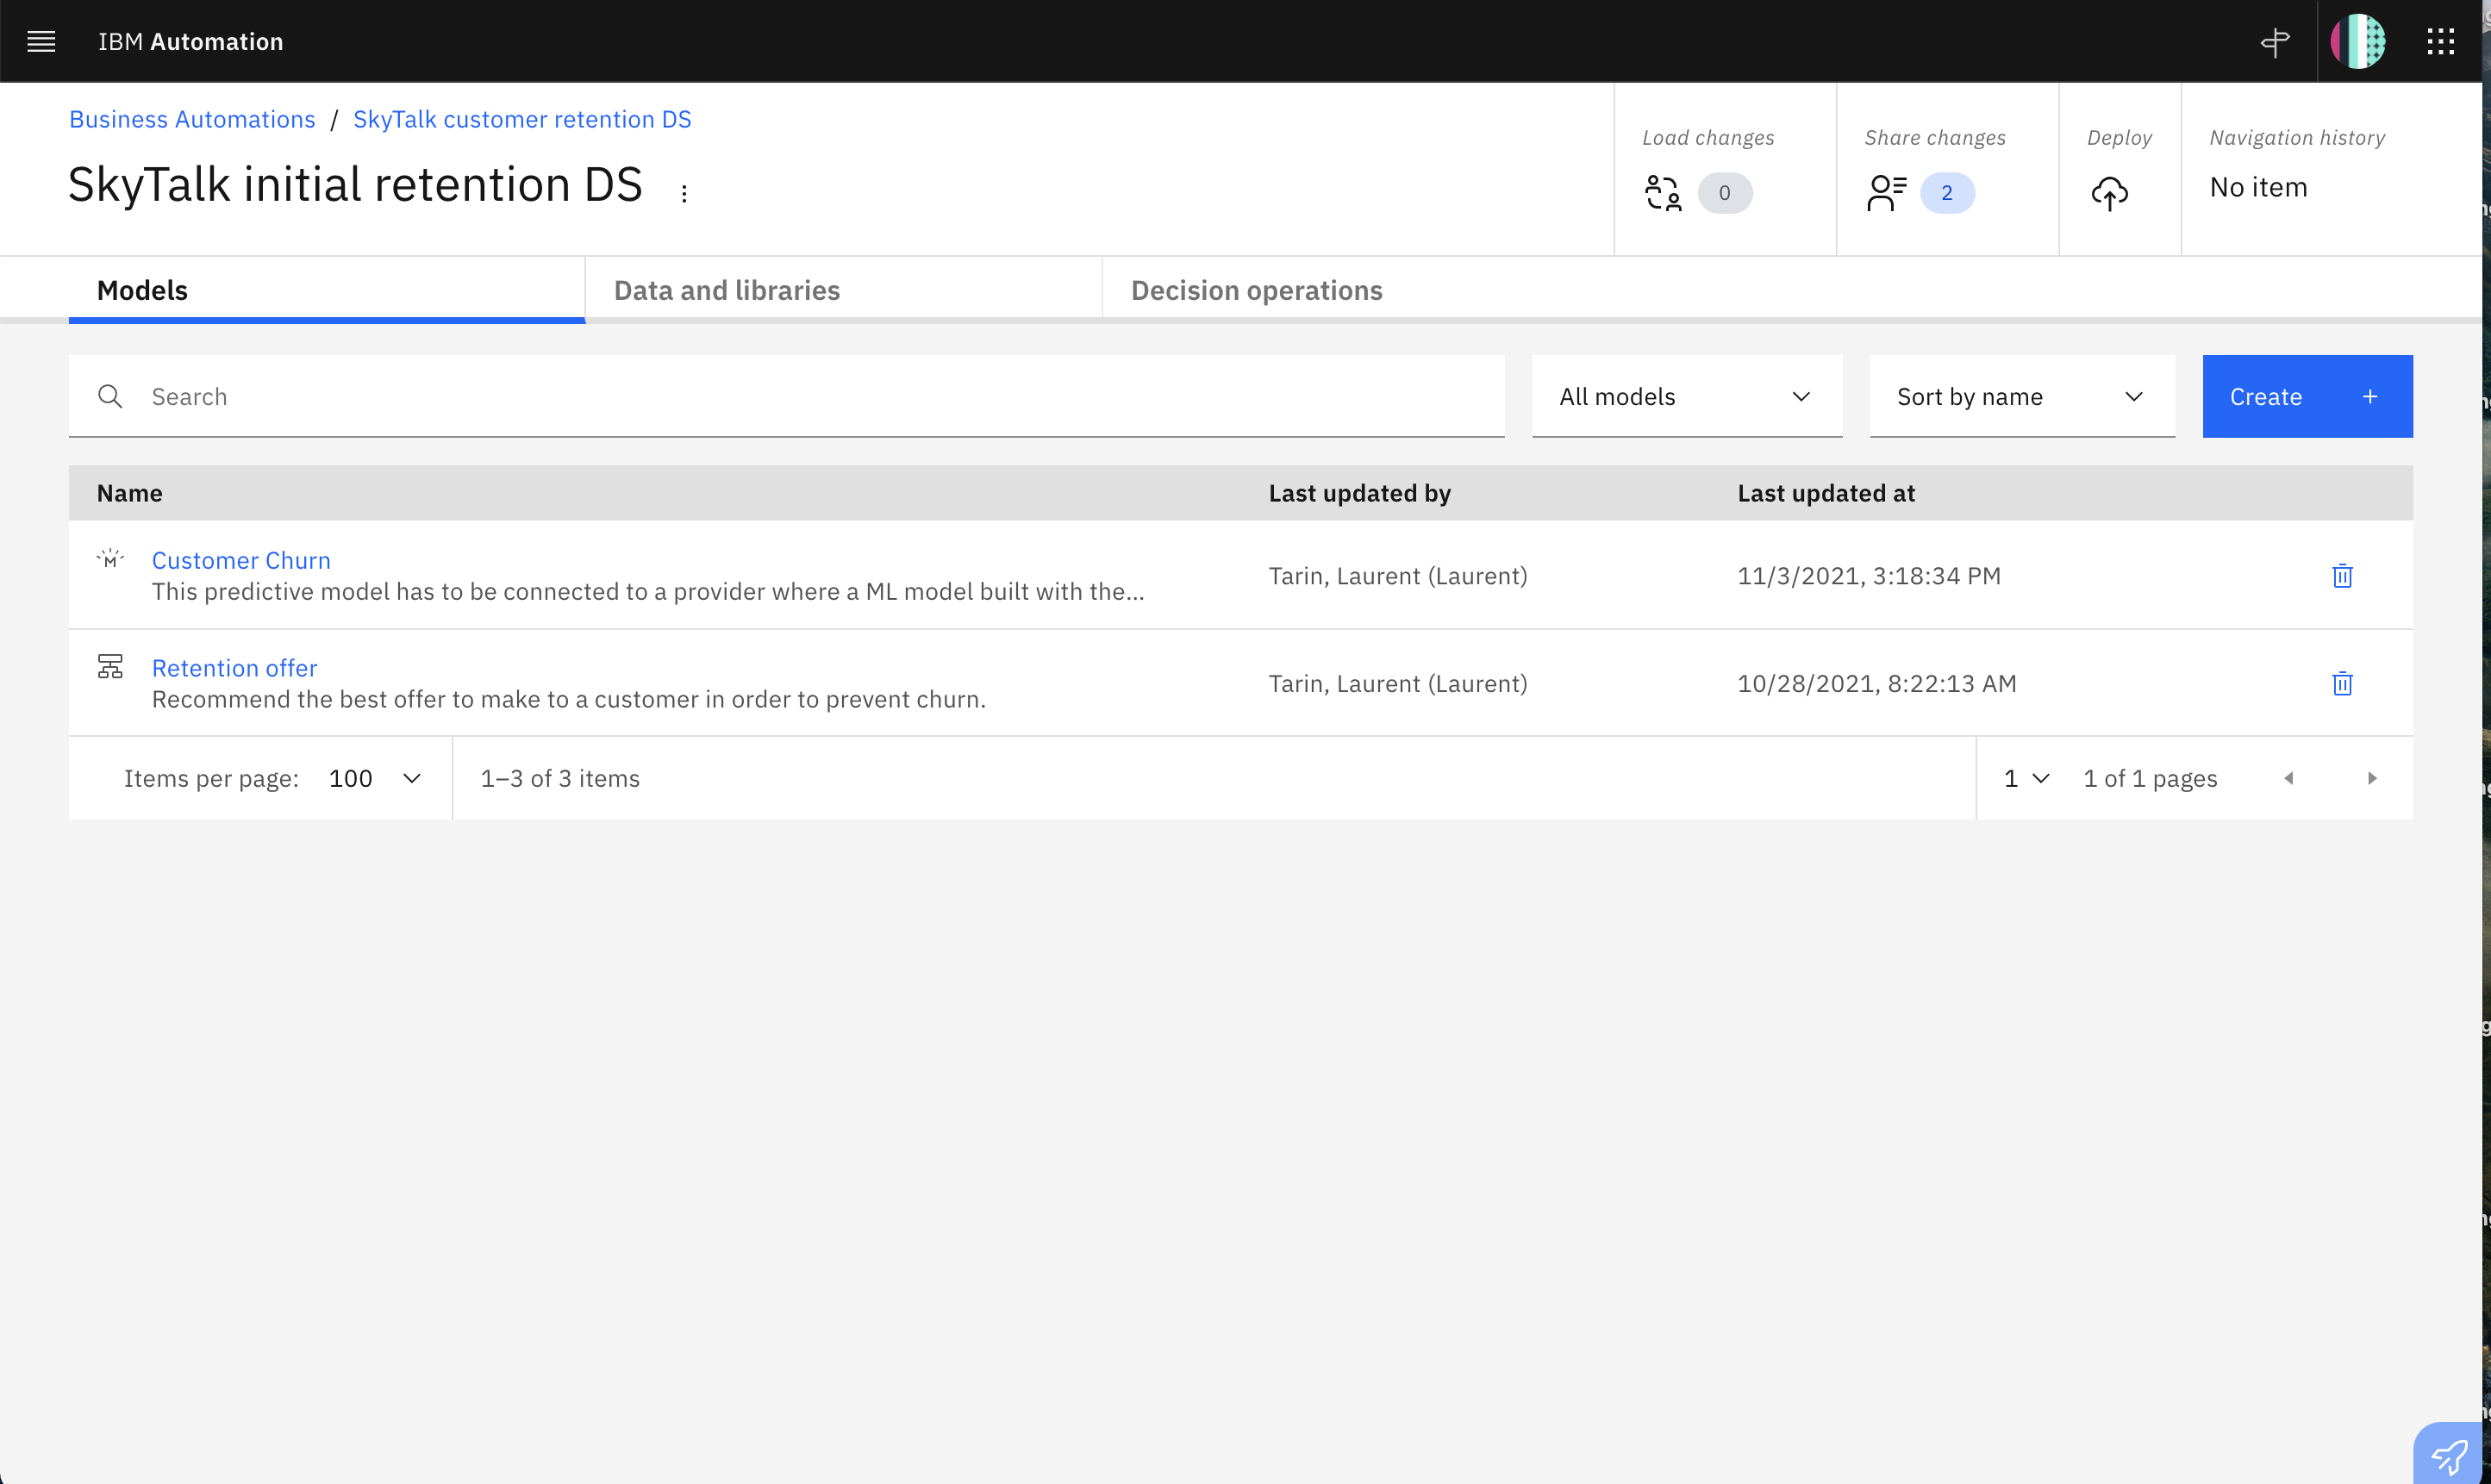 IBM Automation
Business Automations / SkyTalk customer retention DS
SkyTalk initial retention DS
Load changes
0
Share changes
2
Deploy
Navigation history
No item
Models
Data and libraries
Decision operations
Search
All models
Sort by name
Create +
Name
Last updated by
Last updated at
Customer Churn
This predictive model has to be connected to a provider where a ML model built with the...
Tarin, Laurent (Laurent)
11/3/2021, 3:18:34 PM
Retention offer
Recommend the best offer to make to a customer in order to prevent churn.
Tarin, Laurent (Laurent)
10/28/2021, 8:22:13 AM
Items per page: 100
1–3 of 3 items
1
1 of 1 pages